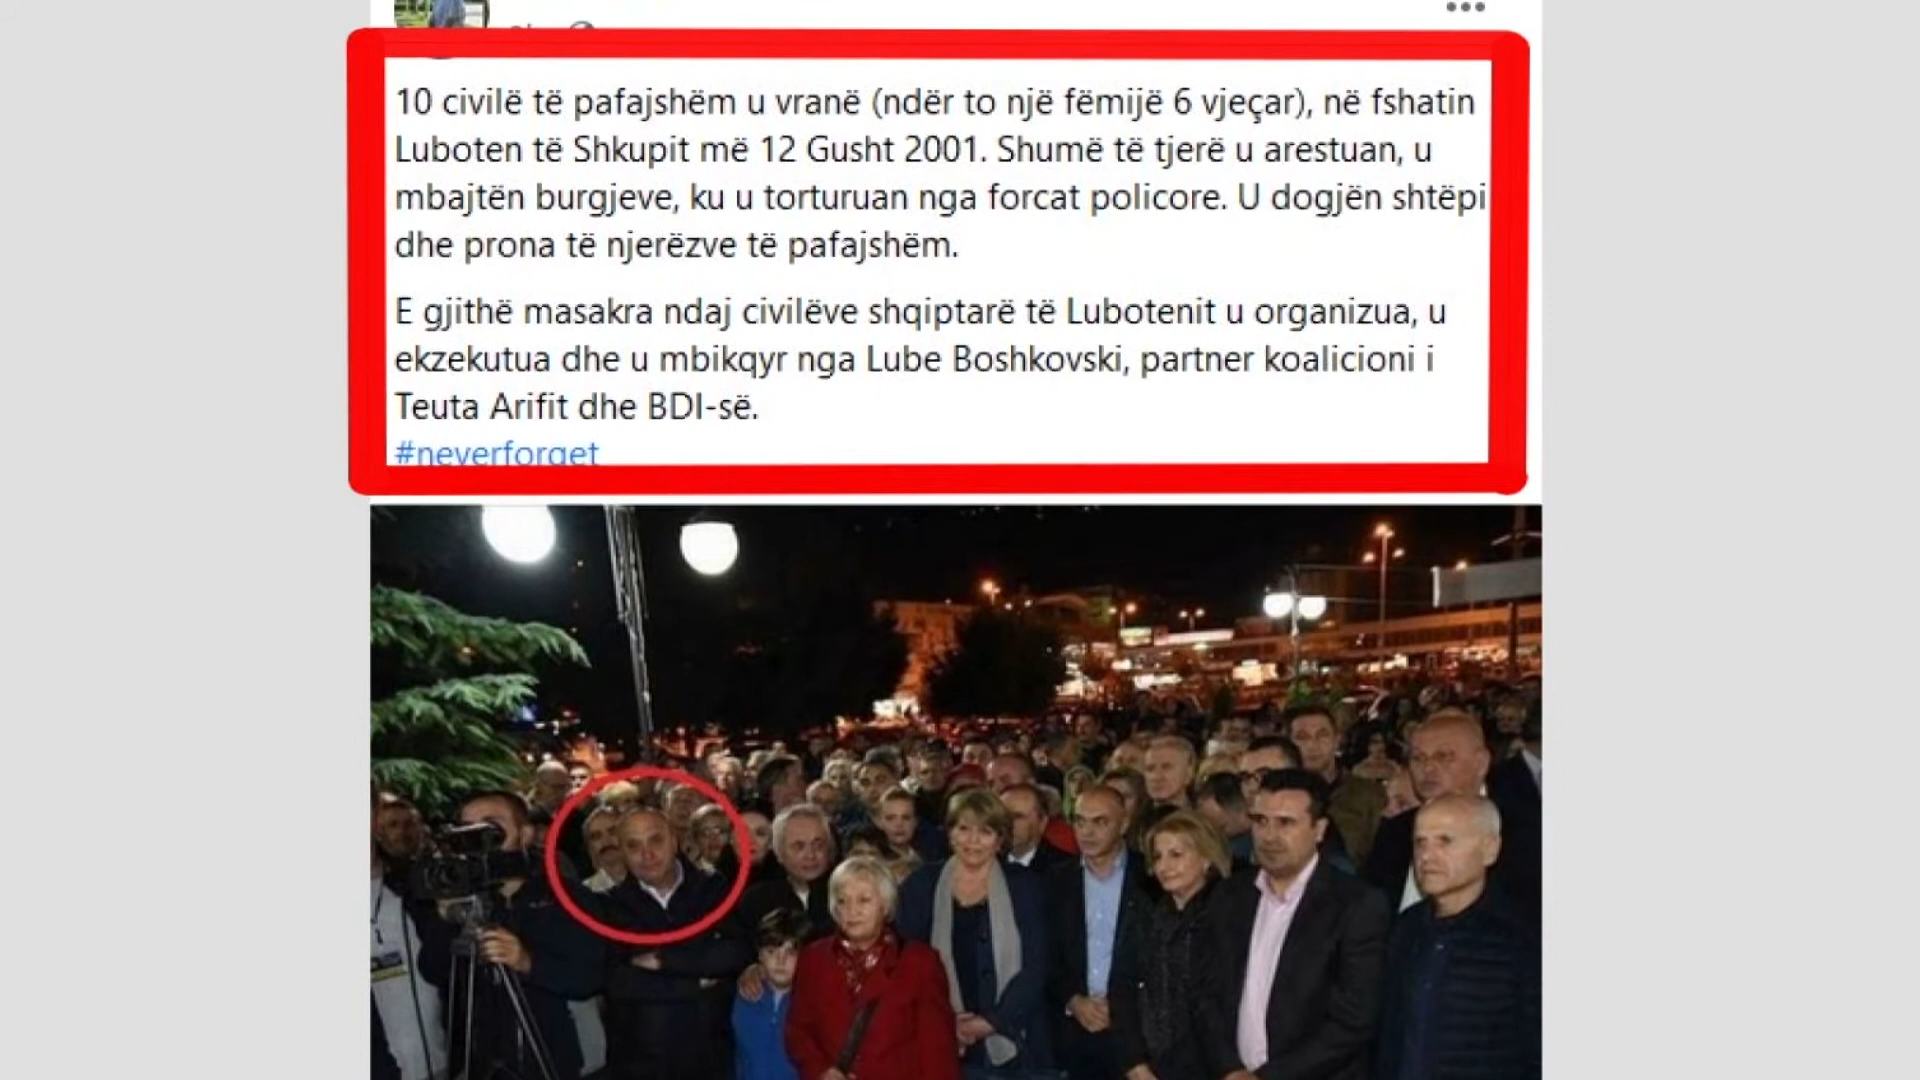 10 civilë të pafajshëm u vranë (ndër to një fëmijë 6 vjeçar), në fshatin
Luboten të Shkupit më 12 Gusht 2001. Shumë të tjerë u arestuan, u
mbajtën burgjeve, ku u torturuan nga forcat policore. U dogjën shtëpi
dhe prona të njerëzve të pafajshëm.
E gjithë masakra ndaj civilëve shqiptarë të Lubotenit u organizua, u
ekzekutua dhe u mbikqyr nga Lube Boshkovski, partner koalicioni i
Teuta Arifit dhe BDI-së.
#neverforget